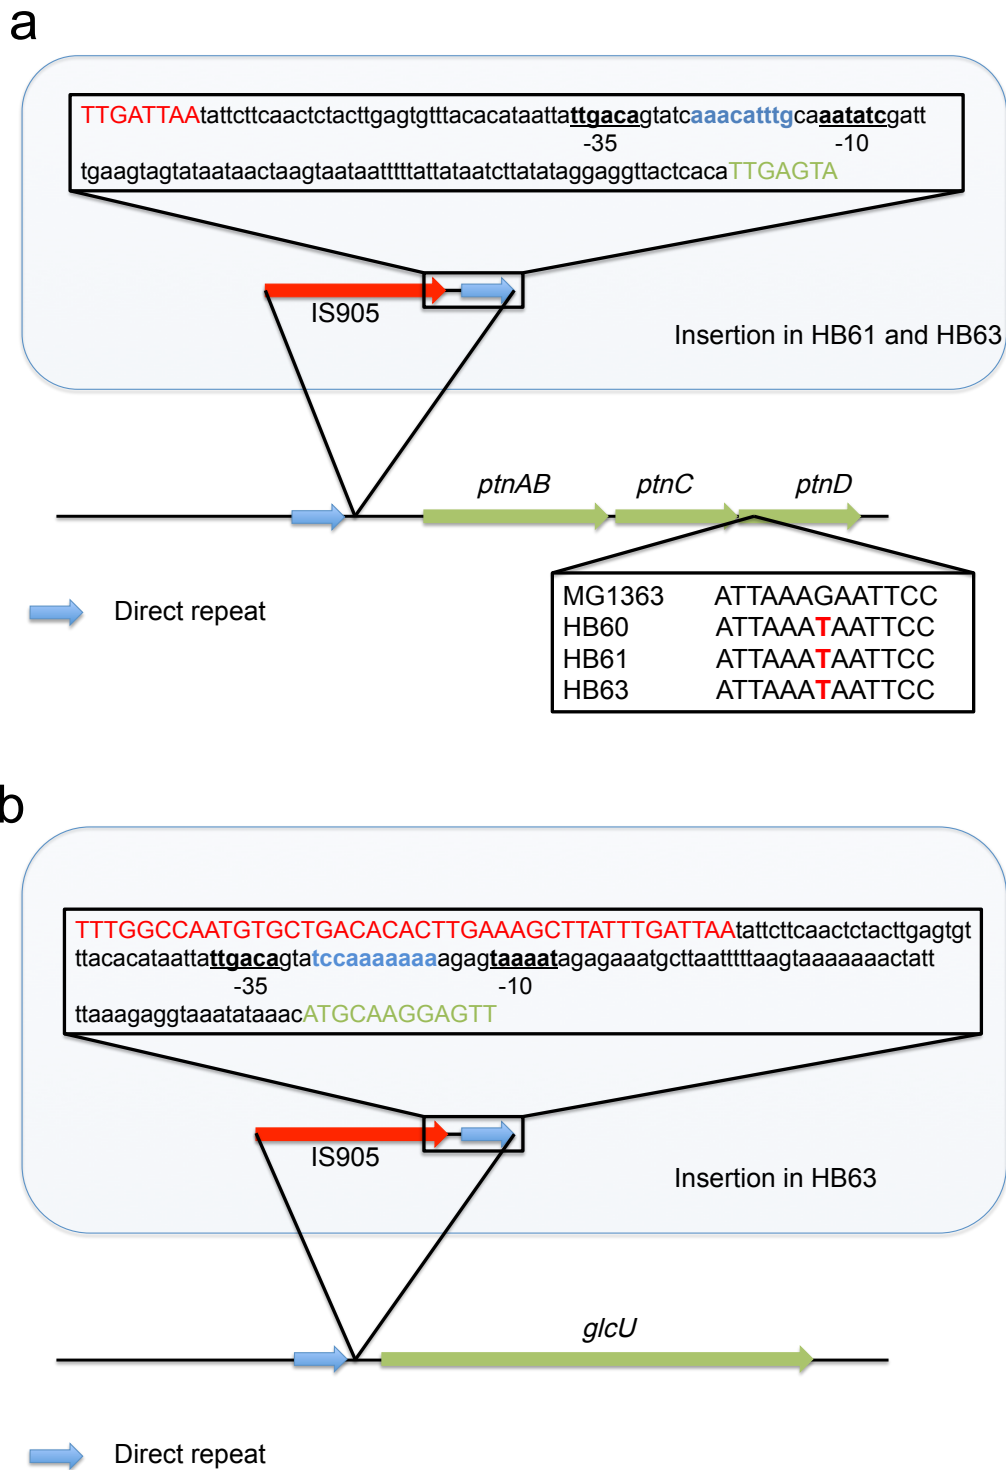 a
TTGATTAAtattcttcaactctacttgagtgtttacacataattattgacagtatcaaacatttgcaaatatcgatt
-35 -10
tgaagtagtataataactaagtaataatttttattataatcttatataggaggttactcacaTTGAGTA
IS905
Insertion in HB61 and HB63
ptnAB ptnC ptnD
Direct repeat
MG1363 ATTAAAGAATTCC
HB60 ATTAAATAATTCC
HB61 ATTAAATAATTCC
HB63 ATTAAATAATTCC
b
TTTGGCCAATGTGCTGACACACTTGAAAGCTTATTTGATTAAtattcttcaactctacttgagtgt
ttacacataattattgacagtatccaaaaaaaagagtaaaatagagaaatgcttaatttttaagtaaaaaaactatt
-35 -10
ttaaagaggtaaatataaacATGCAAGGAGTT
IS905
Insertion in HB63
glcU
Direct repeat